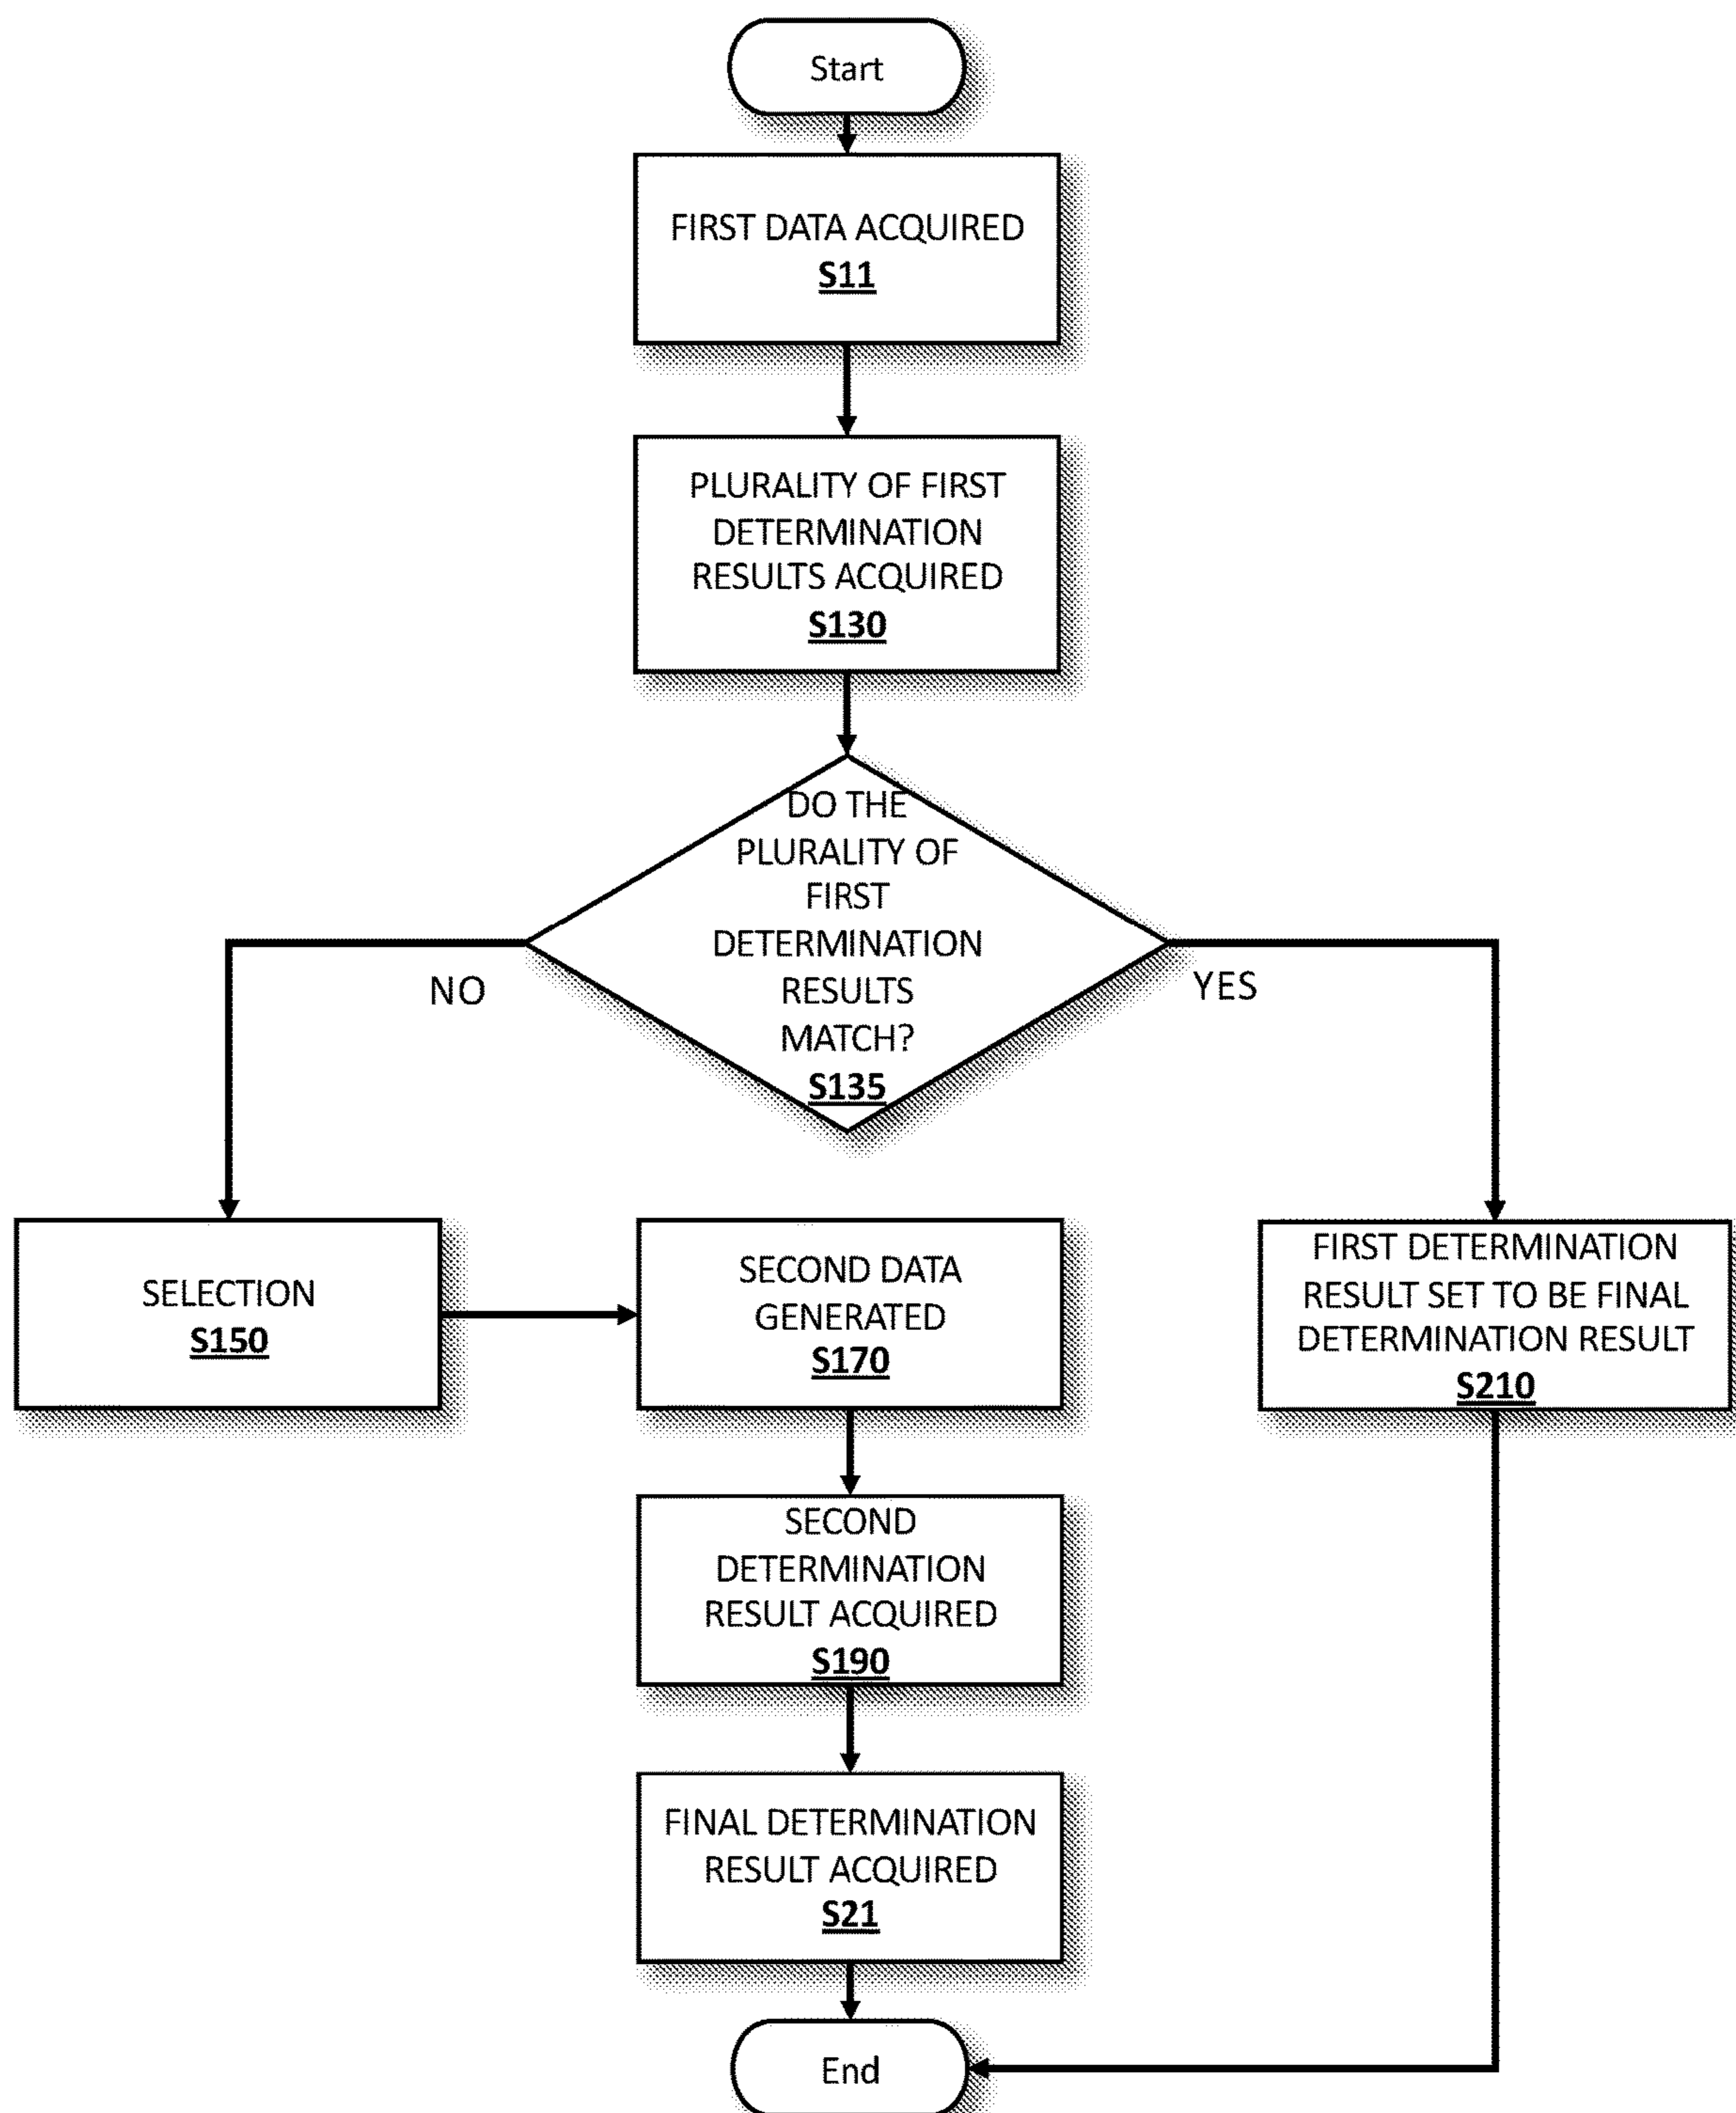 Start
FIRST DATA ACQUIRED
S11
PLURALITY OF FIRST
DETERMINATION
RESULTS ACQUIRED
S130
DO THE
PLURALITY OF
FIRST
DETERMINATION
RESULTS
MATCH?
S135
NO
YES
SELECTION
S150
SECOND DATA
GENERATED
S170
FIRST DETERMINATION
RESULT SET TO BE FINAL
DETERMINATION RESULT
S210
SECOND
DETERMINATION
RESULT ACQUIRED
S190
FINAL DETERMINATION
RESULT ACQUIRED
S21
End